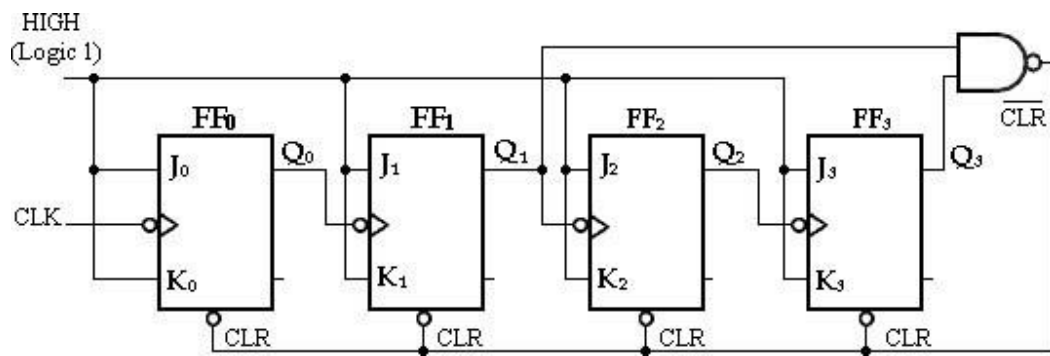 HIGH
(Logic 1)
FF₀ FF₁ FF₂ FF₃
CLR
J₀ Q₀ J₁ Q₁ J₂ Q₂ J₃ Q₃
CLK
K₀ K₁ K₂ K₃
CLR CLR CLR CLR